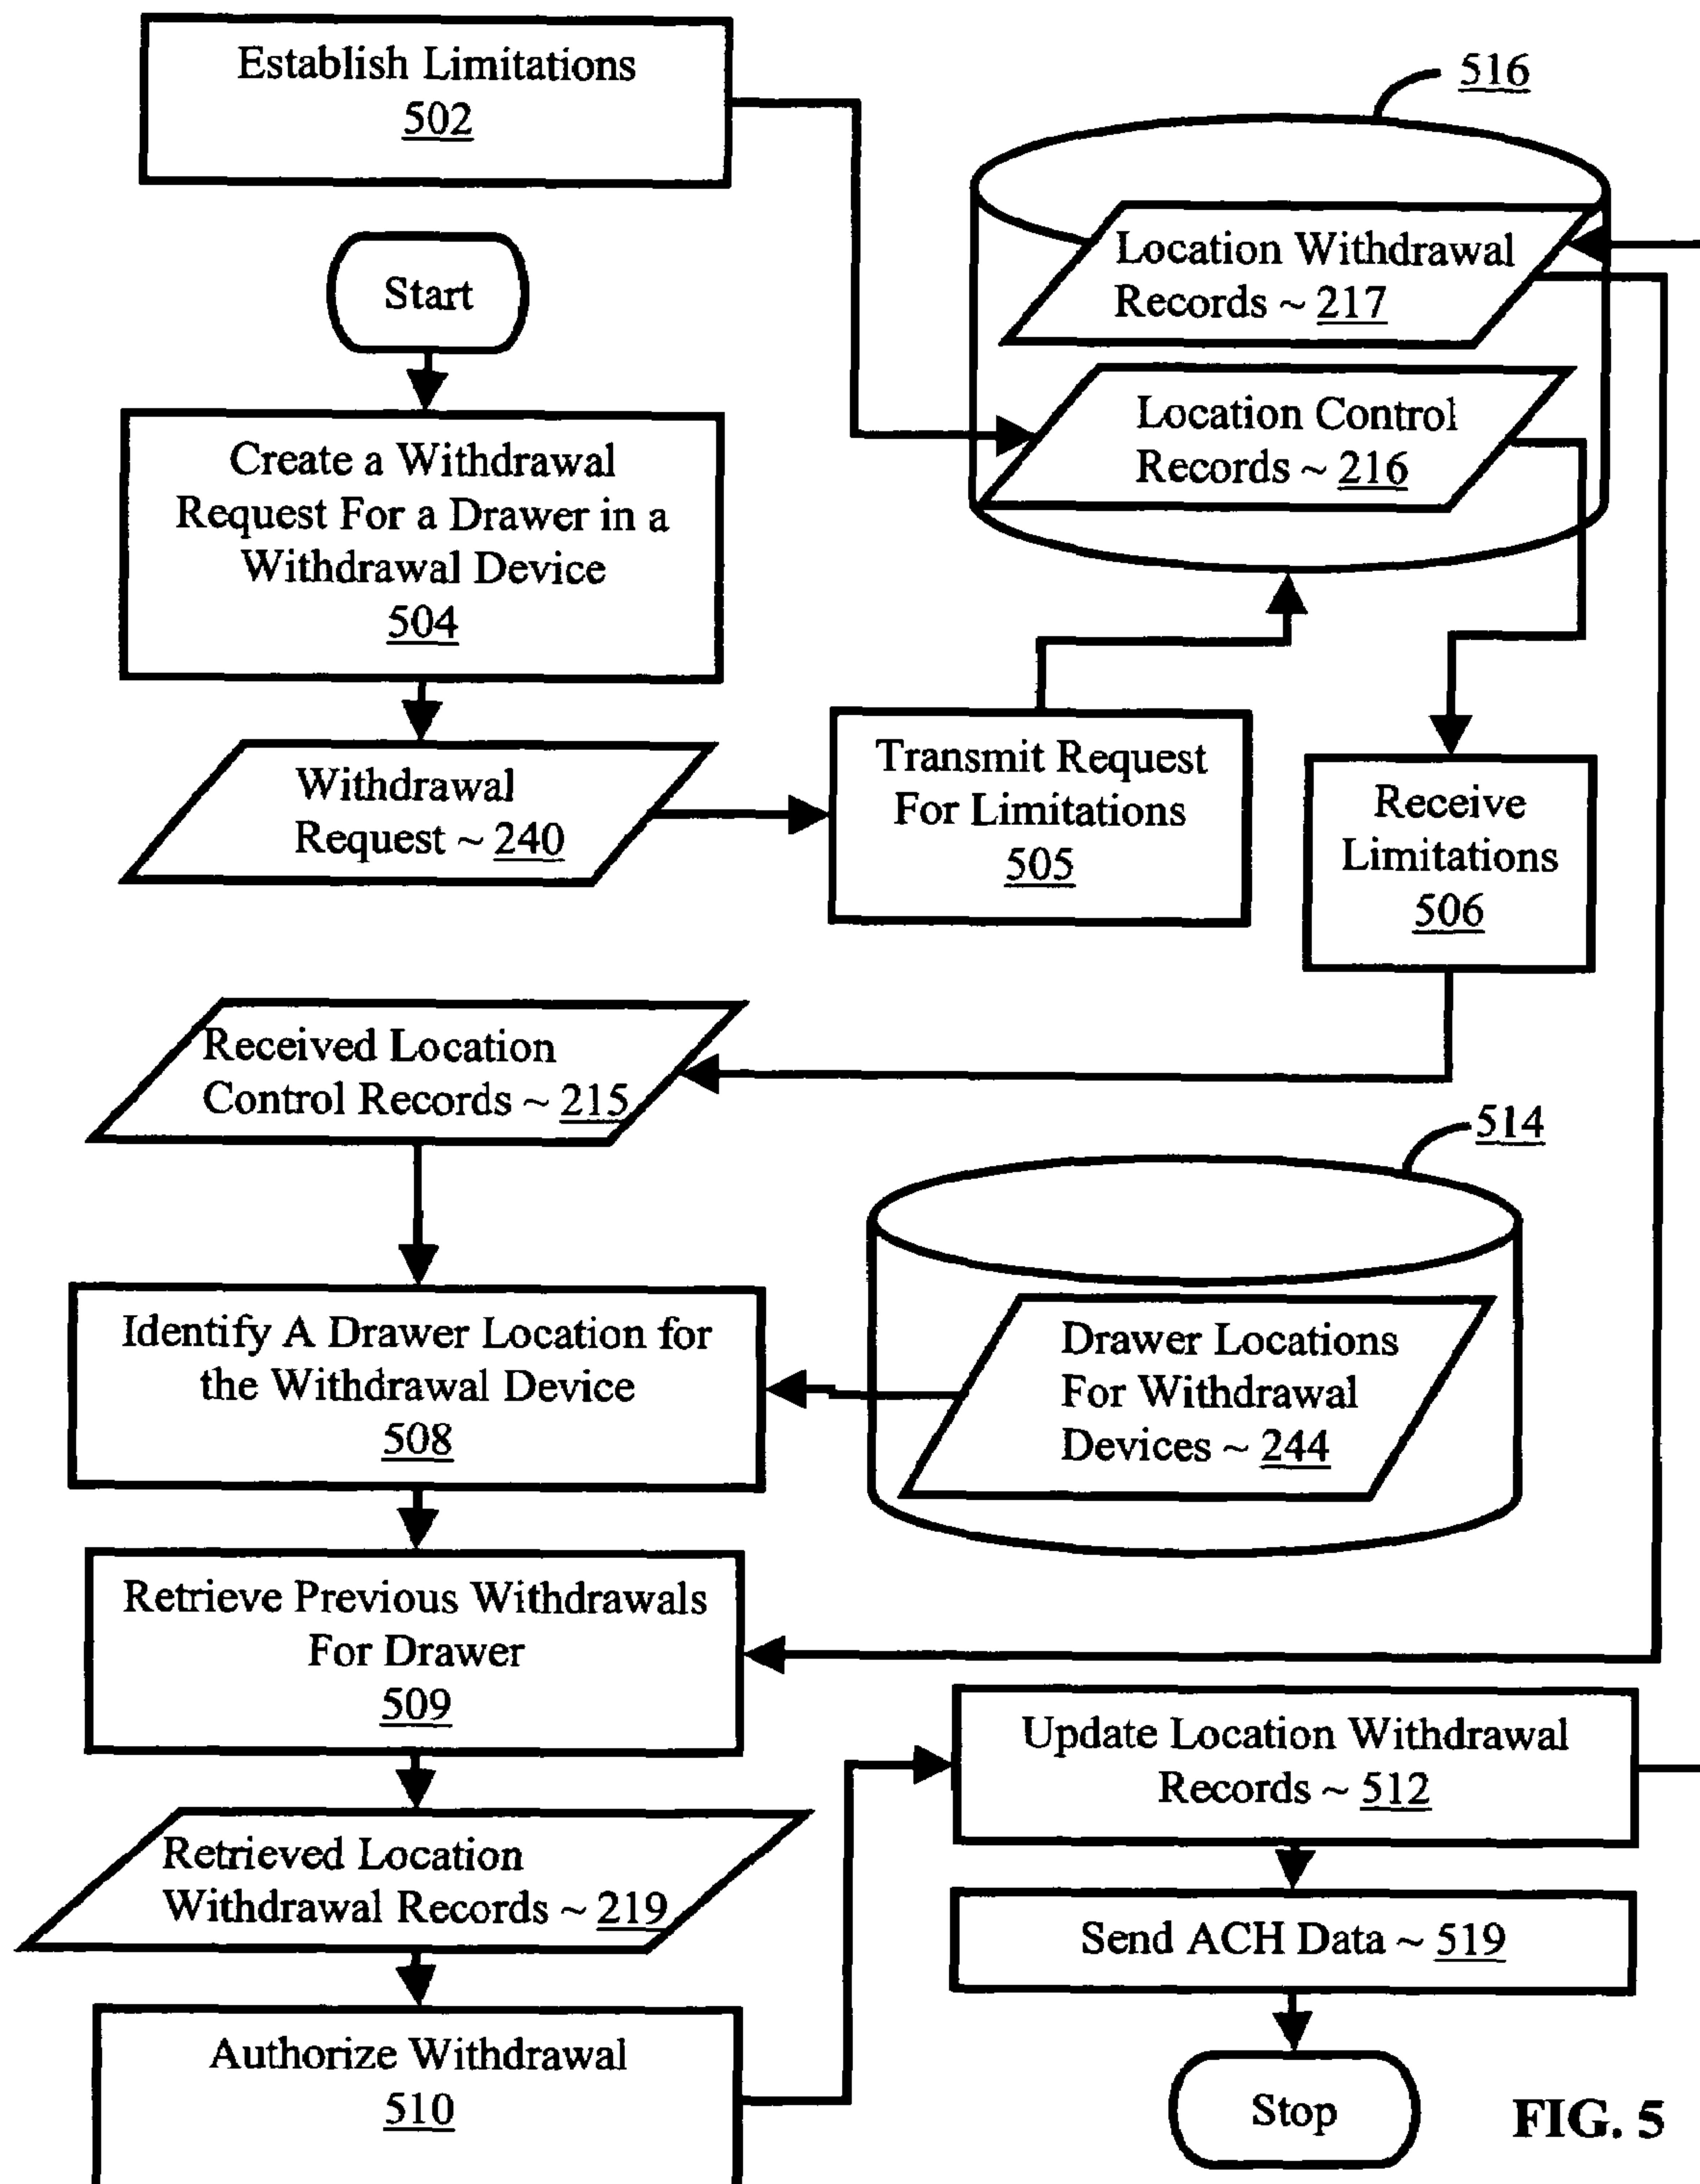 Establish Limitations
502
516
Start
Location Withdrawal
Records ~ 217
Location Control
Records ~ 216
Create a Withdrawal
Request For a Drawer in a
Withdrawal Device
504
Withdrawal
Request ~ 240
Transmit Request
For Limitations
505
Receive
Limitations
506
Received Location
Control Records ~ 215
514
Identify A Drawer Location for
the Withdrawal Device
508
Drawer Locations
For Withdrawal
Devices ~ 244
Retrieve Previous Withdrawals
For Drawer
509
Update Location Withdrawal
Records ~ 512
Retrieved Location
Withdrawal Records ~ 219
Send ACH Data ~ 519
Authorize Withdrawal
510
Stop
FIG. 5